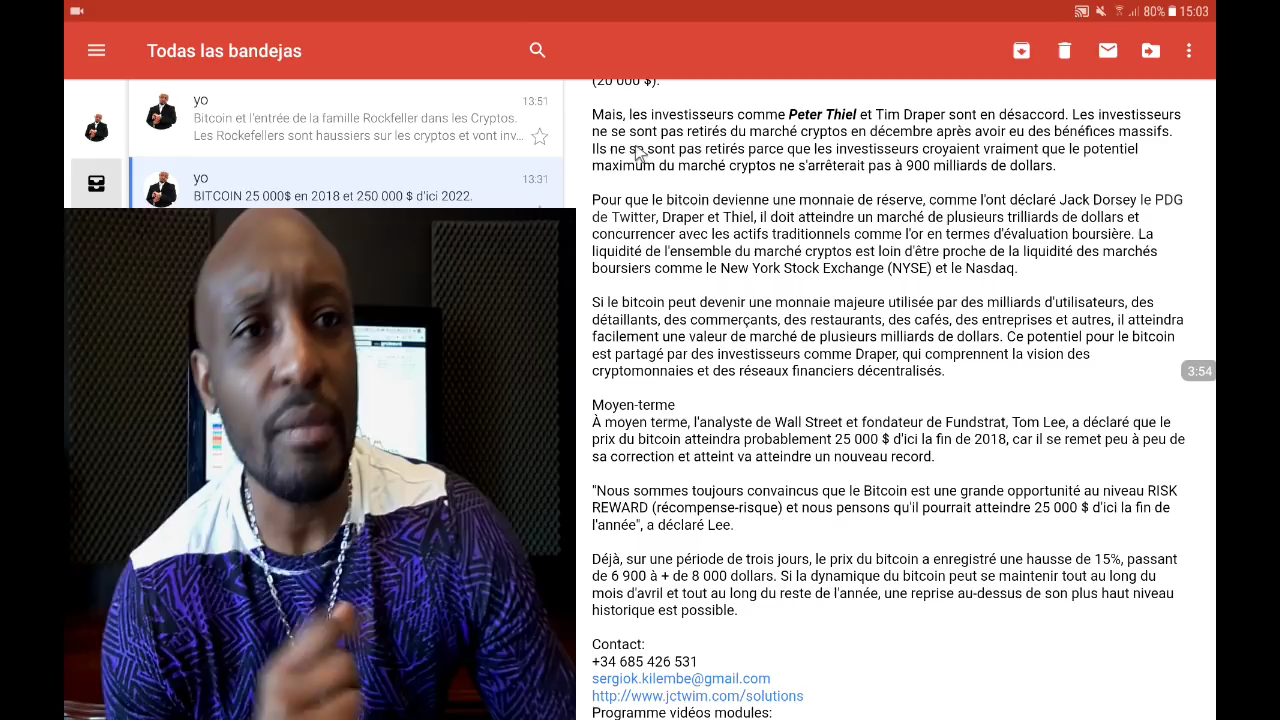 80% 15:03
Todas las bandejas
yo 13:51
Bitcoin et l'entrée de la famille Rockfeller dans les Cryptos.
Les Rockefellers sont haussiers sur les cryptos et vont inv...
yo 13:31
BITCOIN 25 000$ en 2018 et 250 000 $ d'ici 2022.
(20 000 $).
Mais, les investisseurs comme Peter Thiel et Tim Draper sont en désaccord. Les investisseurs
ne se sont pas retirés du marché cryptos en décembre après avoir eu des bénéfices massifs.
Ils ne se sont pas retirés parce que les investisseurs croyaient vraiment que le potentiel
maximum du marché cryptos ne s'arrêterait pas à 900 milliards de dollars.
Pour que le bitcoin devienne une monnaie de réserve, comme l'ont déclaré Jack Dorsey le PDG
de Twitter, Draper et Thiel, il doit atteindre un marché de plusieurs trilliards de dollars et
concurrencer avec les actifs traditionnels comme l'or en termes d'évaluation boursière. La
liquidité de l'ensemble du marché cryptos est loin d'être proche de la liquidité des marchés
boursiers comme le New York Stock Exchange (NYSE) et le Nasdaq.
Si le bitcoin peut devenir une monnaie majeure utilisée par des milliards d'utilisateurs, des
détaillants, des commerçants, des restaurants, des cafés, des entreprises et autres, il atteindra
facilement une valeur de marché de plusieurs milliards de dollars. Ce potentiel pour le bitcoin
est partagé par des investisseurs comme Draper, qui comprennent la vision des
cryptomonnaies et des réseaux financiers décentralisés.
3:54
Moyen-terme
À moyen terme, l'analyste de Wall Street et fondateur de Fundstrat, Tom Lee, a déclaré que le
prix du bitcoin atteindra probablement 25 000 $ d'ici la fin de 2018, car il se remet peu à peu de
sa correction et atteint va atteindre un nouveau record.
"Nous sommes toujours convaincus que le Bitcoin est une grande opportunité au niveau RISK
REWARD (récompense-risque) et nous pensons qu'il pourrait atteindre 25 000 $ d'ici la fin de
l'année", a déclaré Lee.
Déjà, sur une période de trois jours, le prix du bitcoin a enregistré une hausse de 15%, passant
de 6 900 à + de 8 000 dollars. Si la dynamique du bitcoin peut se maintenir tout au long du
mois d'avril et tout au long du reste de l'année, une reprise au-dessus de son plus haut niveau
historique est possible.
Contact:
+34 685 426 531
sergiok.kilembe@gmail.com
http://www.jctwim.com/solutions
Programme vidéos modules: